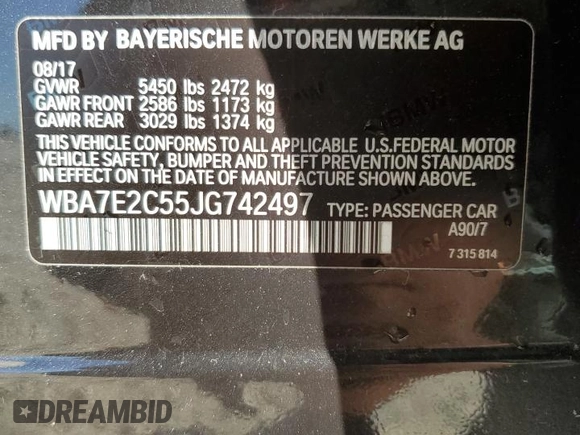 MFD BY BAYERISCHE MOTOREN WERKE AG
08/17
GVWR 5450 lbs 2472 kg
GAWR FRONT 2586 lbs 1173 kg
GAWR REAR 3029 lbs 1374 kg
THIS VEHICLE CONFORMS TO ALL APPLICABLE U.S.FEDERAL MOTOR
VEHICLE SAFETY, BUMPER AND THEFT PREVENTION STANDARDS
IN EFFECT ON THE DATE OF MANUFACTURE SHOWN ABOVE.
WBA7E2C55JG742497 TYPE: PASSENGER CAR
A90/7
7 315 814
DREAMBID